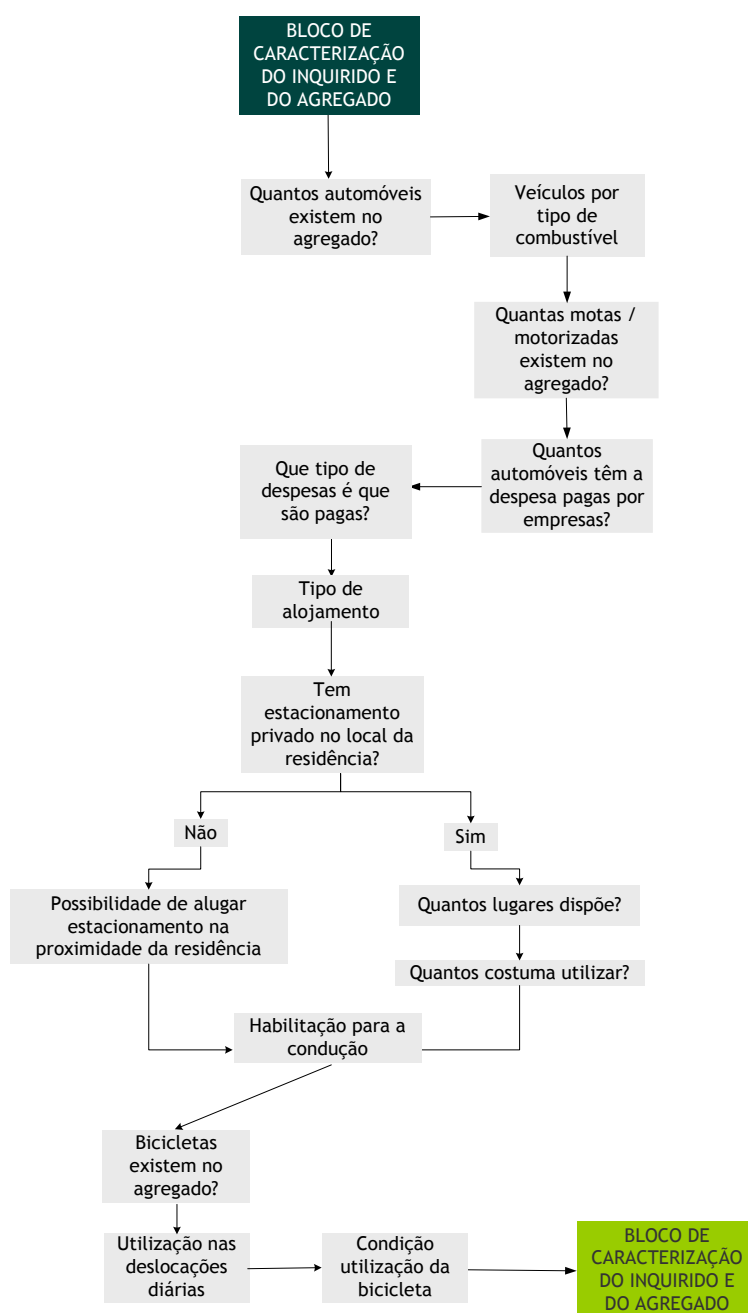 BLOCO DE
CARACTERIZAÇÃO
DO INQUIRIDO E
DO AGREGADO
Quantos automóveis
existem no
agregado?
Veículos por
tipo de
combustível
Quantas motas /
motorizadas
existem no
agregado?
Quantos
automóveis têm a
despesa pagas por
empresas?
Que tipo de
despesas é que
são pagas?
Tipo de
alojamento
Tem
estacionamento
privado no local da
residência?
Não
Sim
Possibilidade de alugar
estacionamento na
proximidade da residência
Quantos lugares dispõe?
Quantos costuma utilizar?
Habilitação para a
condução
Bicicletas
existem no
agregado?
Utilização nas
deslocações
diárias
Condição
utilização da
bicicleta
BLOCO DE
CARACTERIZAÇÃO
DO INQUIRIDO E
DO AGREGADO